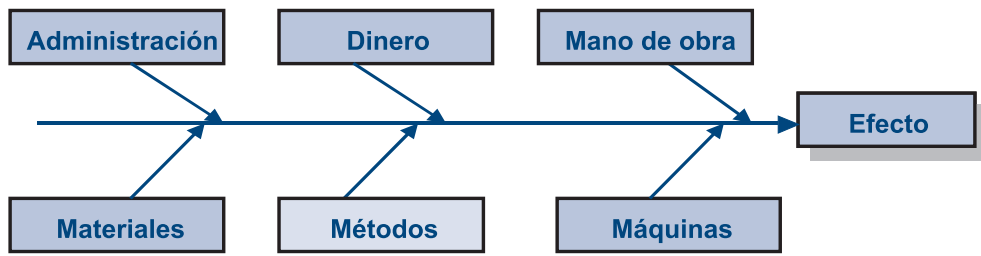 Administración
Dinero
Mano de obra
Efecto
Materiales
Métodos
Máquinas